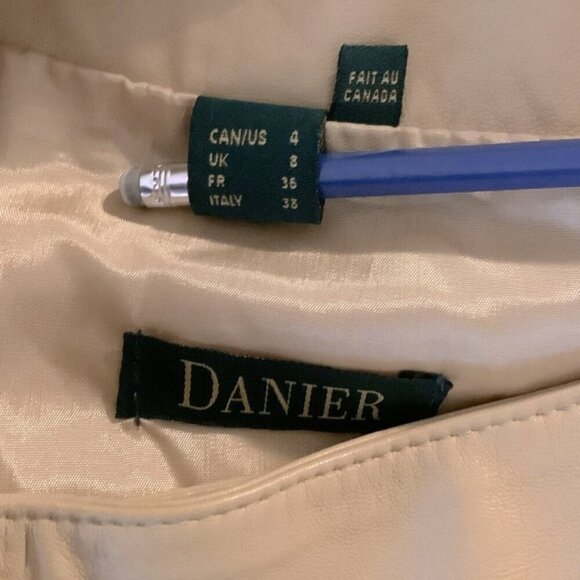 FAIT AU
CANADA
CAN/US 4
UK 8
FR 36
ITALY 38
DANIER